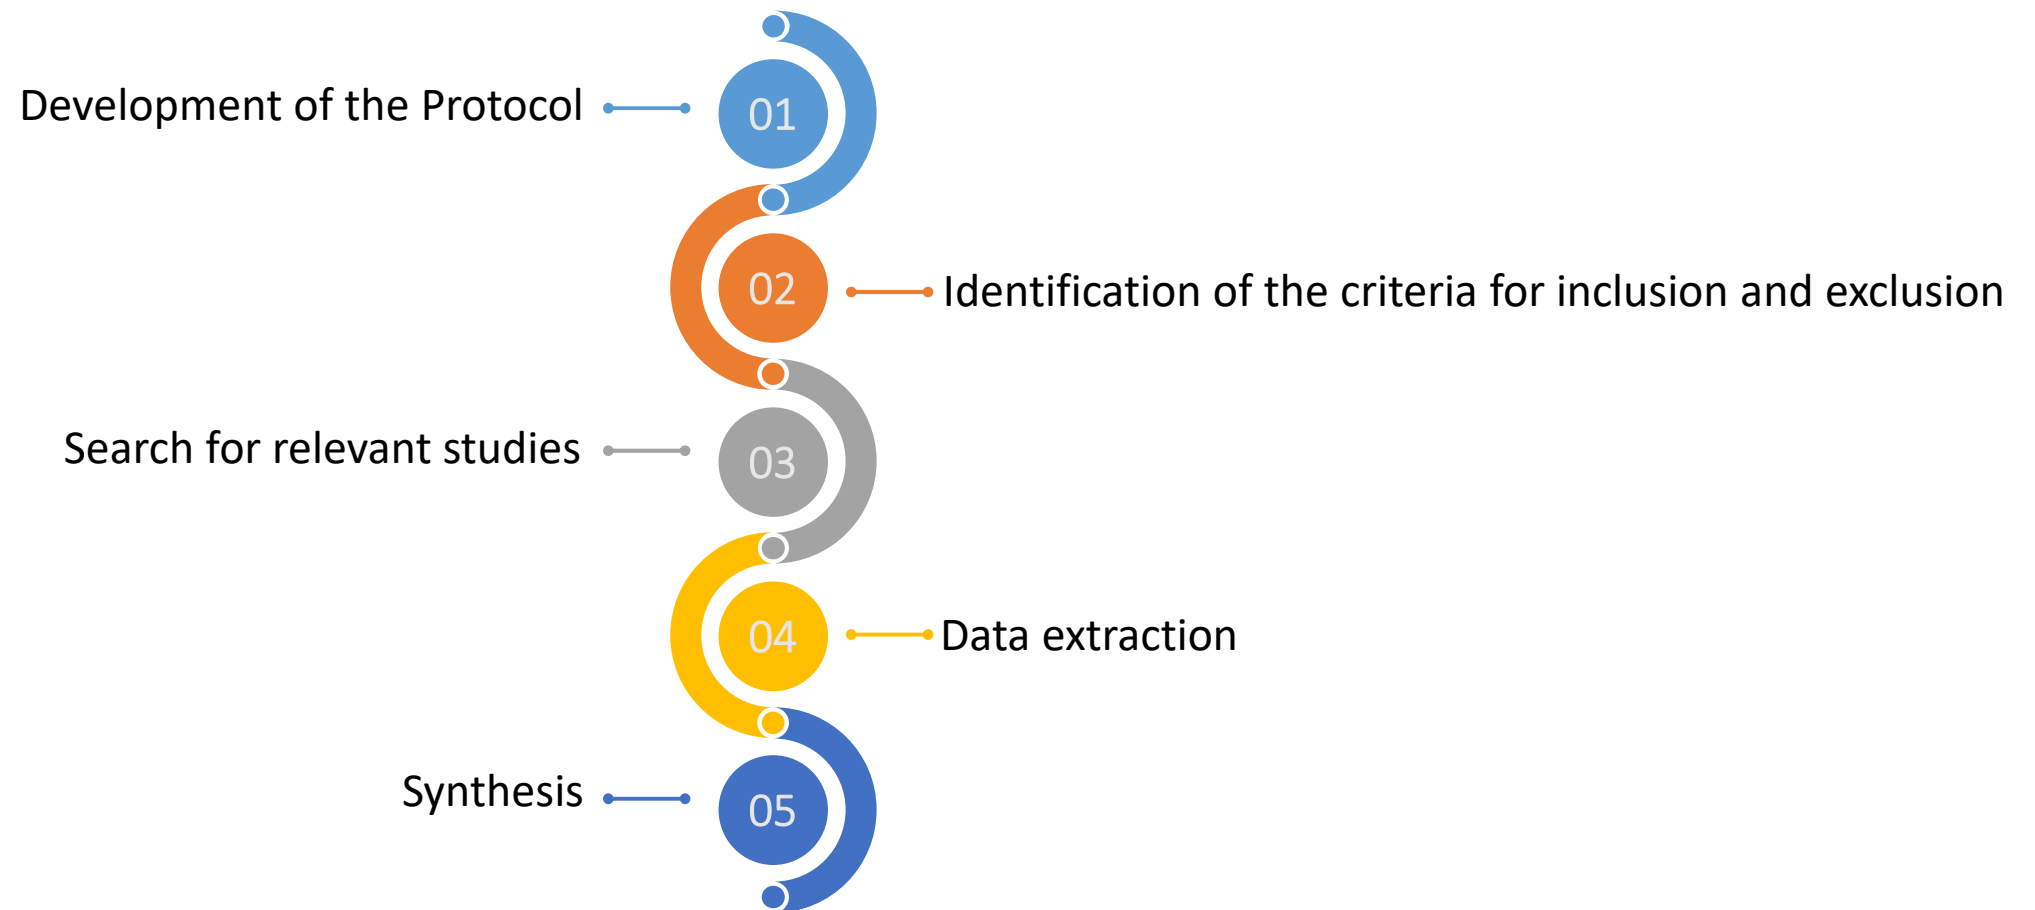 Development of the Protocol
01
02
Identification of the criteria for inclusion and exclusion
Search for relevant studies
03
04
Data extraction
Synthesis
05